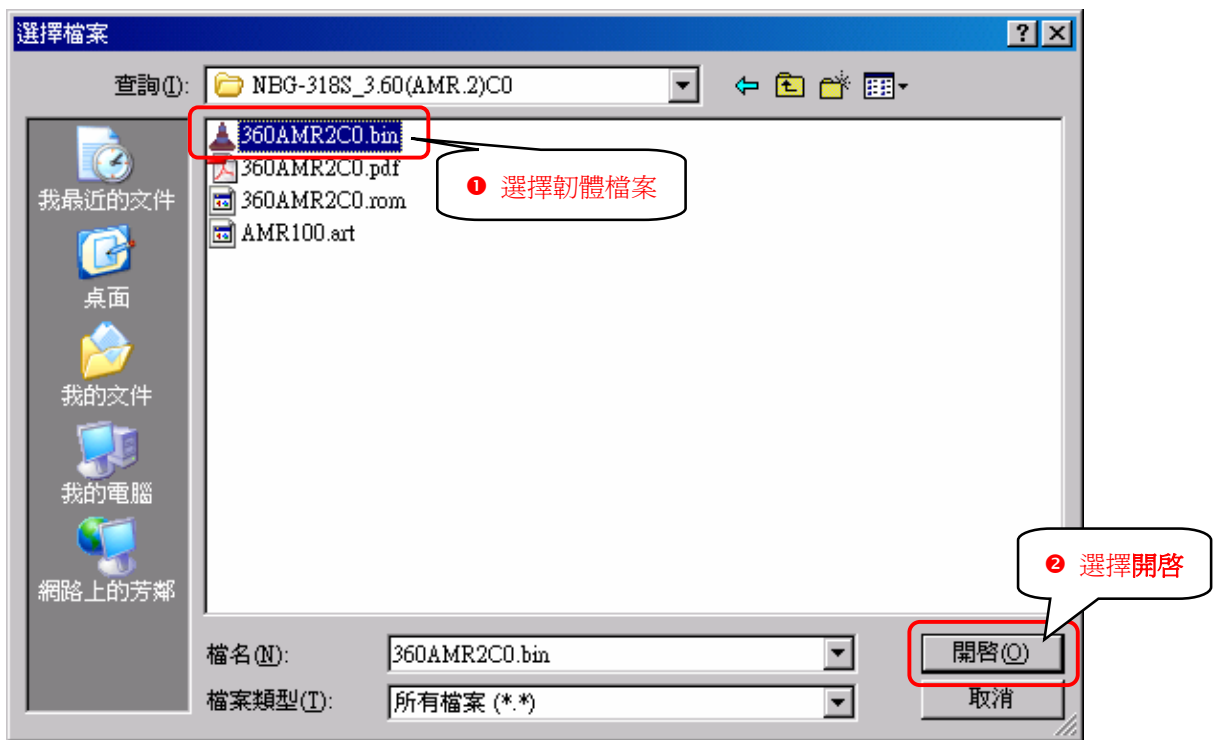 選擇檔案
查詢(I):
NBG-318S_3.60(AMR.2)C0
360AMR2C0.bin
360AMR2C0.pdf
360AMR2C0.rom
AMR100.art
❶ 選擇韌體檔案
我最近的文件
桌面
我的文件
我的電腦
網路上的芳鄰
❷ 選擇開啓
檔名(N):
360AMR2C0.bin
開啓(O)
檔案類型(T):
所有檔案 (*.*)
取消